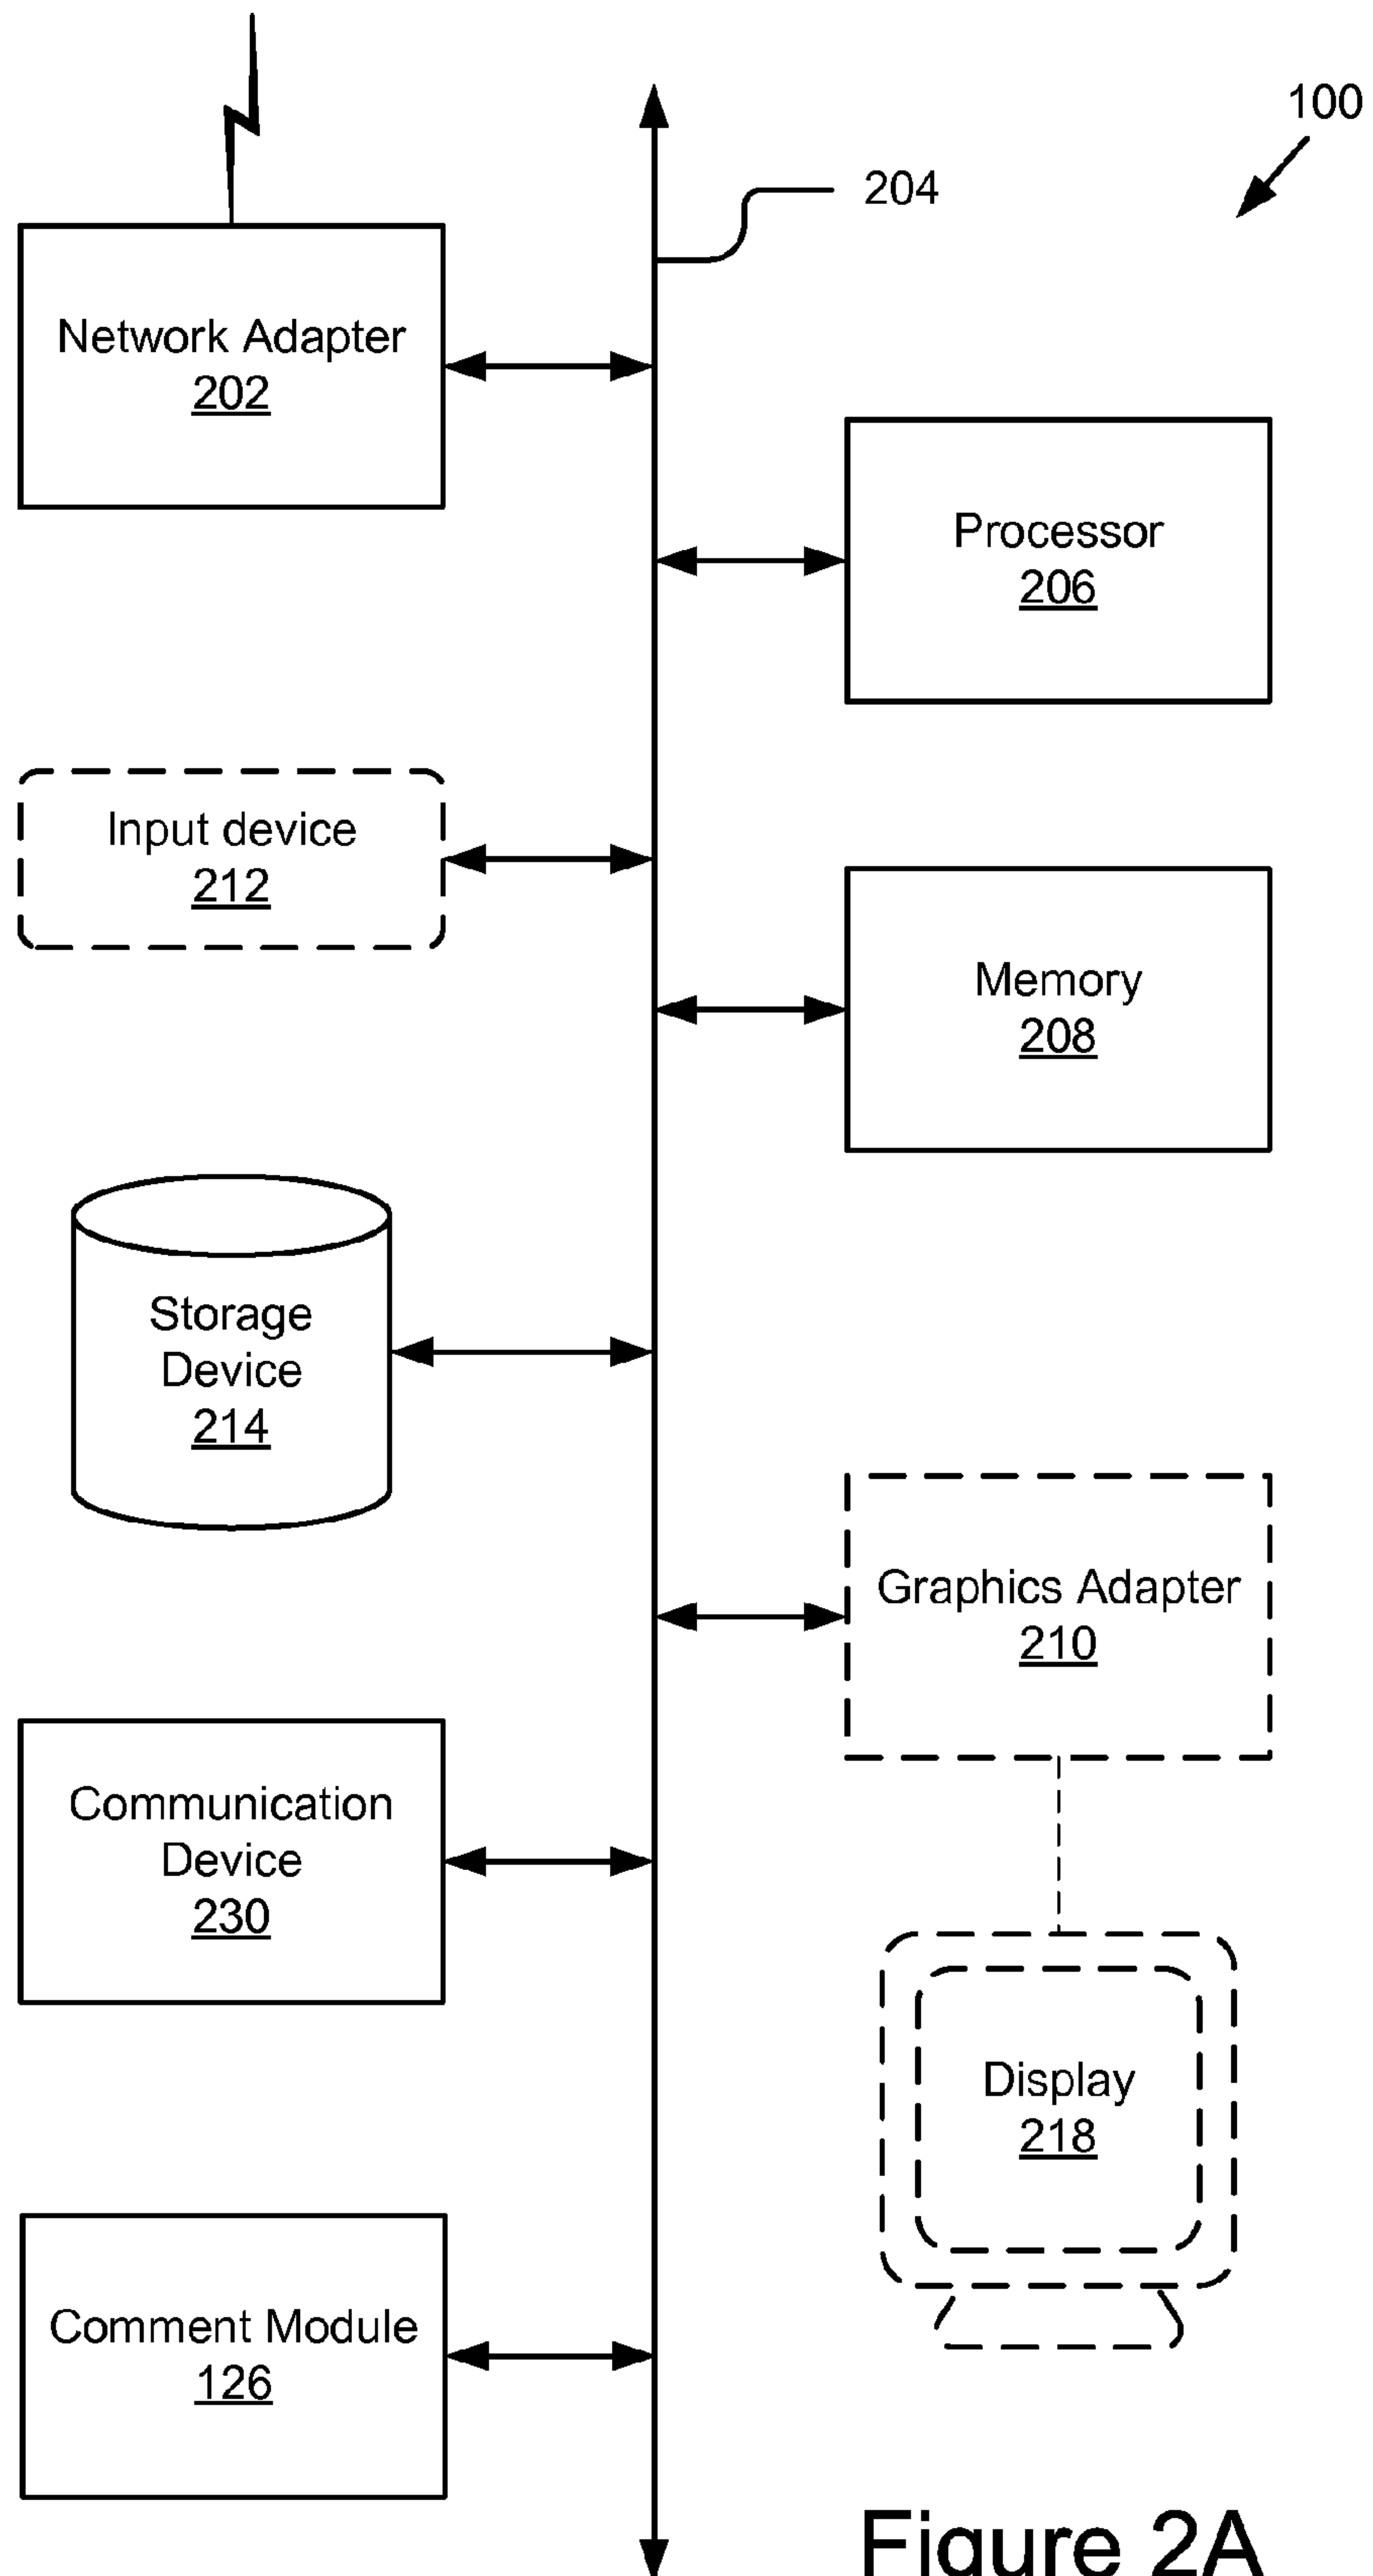 100
204
Network Adapter
202
Processor
206
Input device
212
Memory
208
Storage
Device
214
Graphics Adapter
210
Communication
Device
230
Display
218
Comment Module
126
Figure 2A